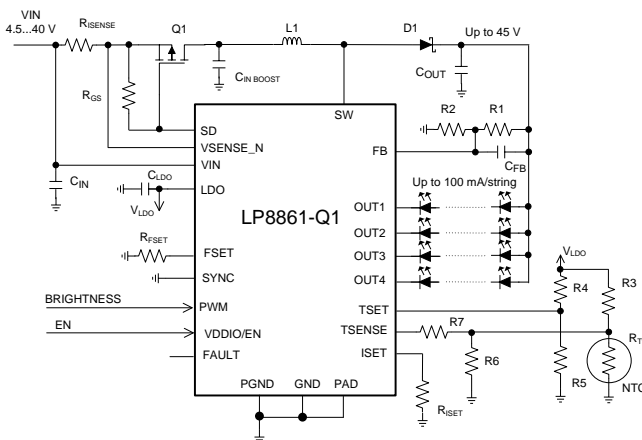 VIN
4.5...40 V
RISENSE
Q1
L1
D1
Up to 45 V
CIN BOOST
COUT
RGS
R2
R1
SD
SW
VSENSE_N
FB
VIN
CFB
CIN
CLDO
LDO
Up to 100 mA/string
VLDO
OUT1
LP8861-Q1
OUT2
RFSET
OUT3
FSET
VLDO
SYNC
OUT4
R4
R3
BRIGHTNESS
PWM
TSET
EN
VDDIO/EN
TSENSE
R7
RT
FAULT
ISET
R6
R5
NTC
PGND
GND
PAD
RISET